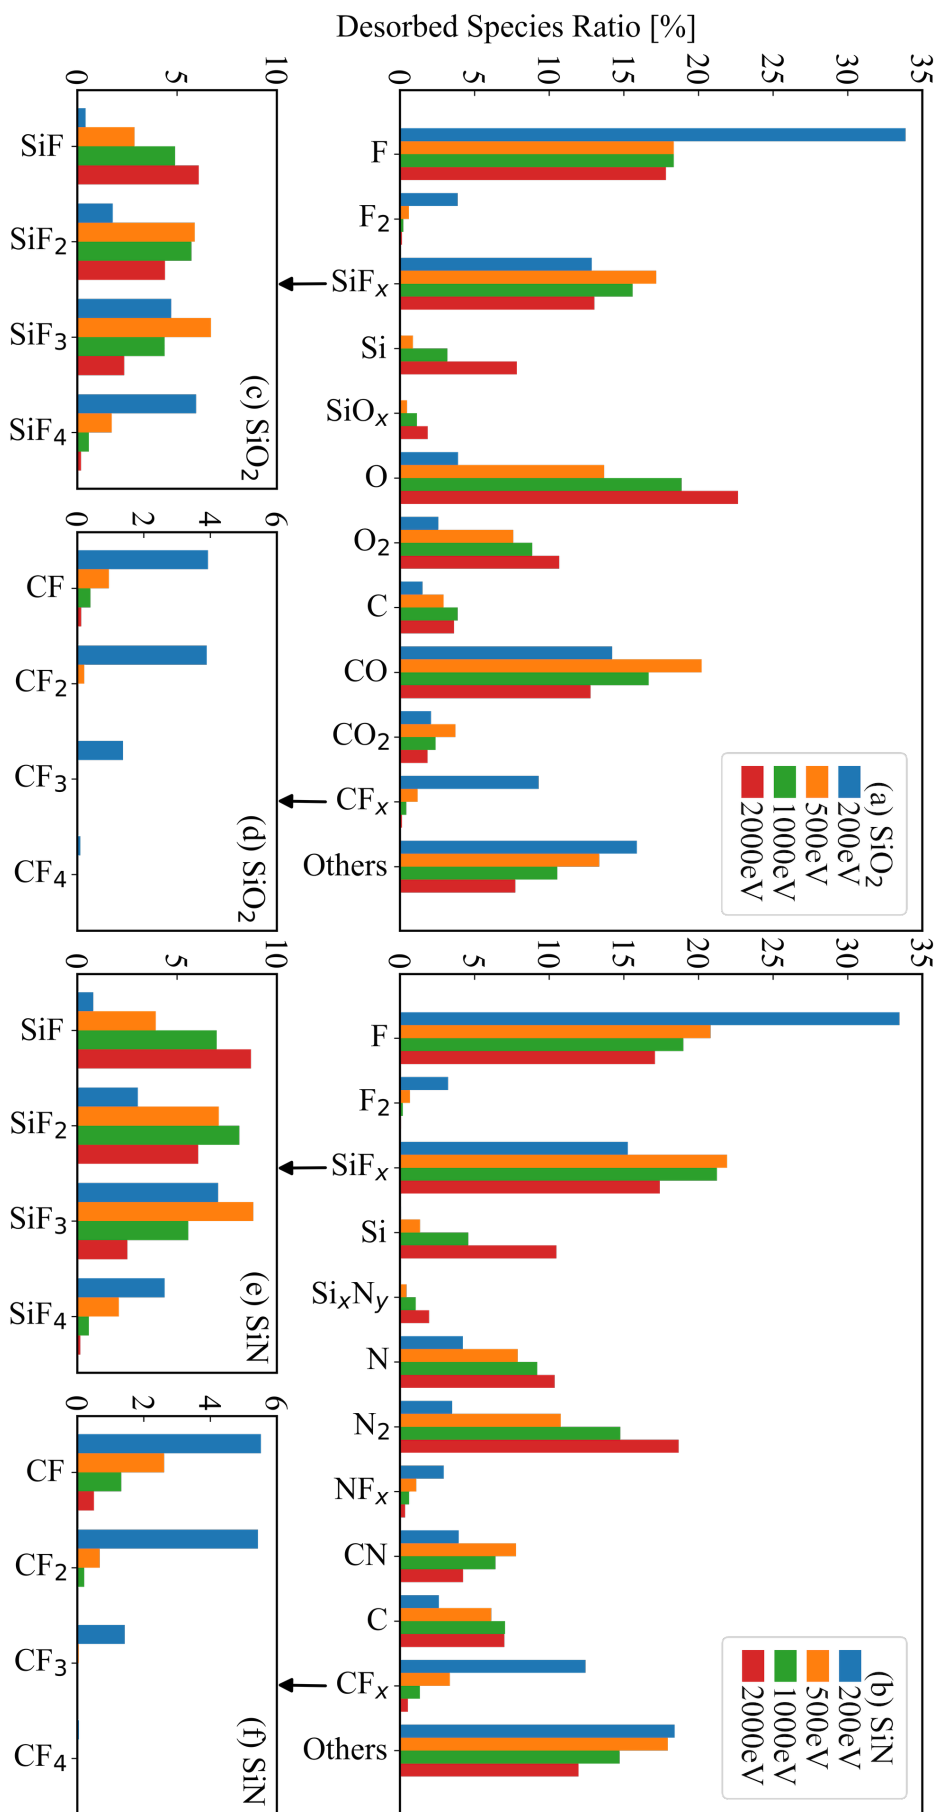 Desorbed Species Ratio [%]
0 5 10 15 20 25 30 35
F
F₂
SiFₓ
Si
SiOₓ
O
O₂
C
CO
CO₂
CFₓ
Others
(a) SiO₂
200eV
500eV
1000eV
2000eV
0 5 10 15 20 25 30 35
F
F₂
SiFₓ
Si
SiₓNᵧ
N
N₂
NFₓ
CN
C
CFₓ
Others
(b) SiN
200eV
500eV
1000eV
2000eV
0 5 10
SiF
SiF₂
SiF₃
SiF₄
(c) SiO₂
0 2 4 6
CF
CF₂
CF₃
CF₄
(d) SiO₂
0 5 10
SiF
SiF₂
SiF₃
SiF₄
(e) SiN
0 2 4 6
CF
CF₂
CF₃
CF₄
(f) SiN